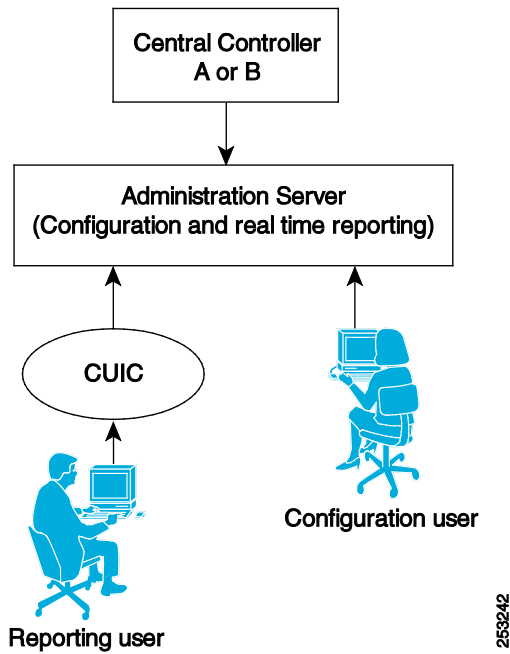 Central Controller
A or B
Administration Server
(Configuration and real time reporting)
CUIC
Configuration user
Reporting user
253242